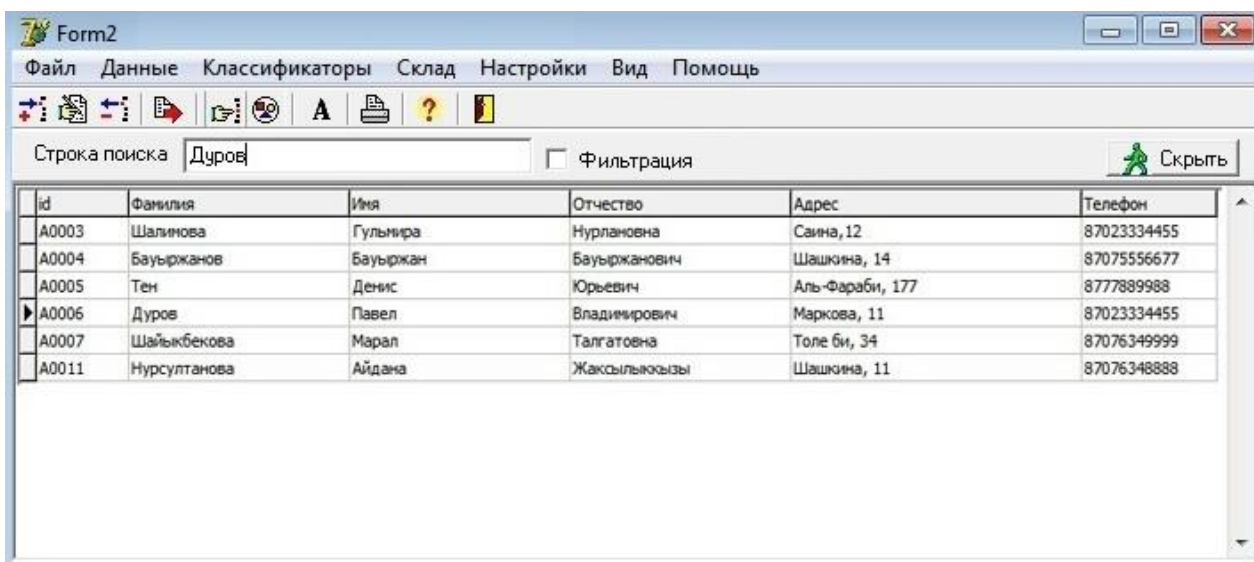 Form2
Файл Данные Классификаторы Склад Настройки Вид Помощь
A ?
Строка поиска Дуров Фильтрация Скрыть
id Фамилия Имя Отчество Адрес Телефон
A0003 Шалинова Гульмира Нурлановна Саина,12 87023334455
A0004 Бауыржанов Бауыржан Бауыржанович Шашкина, 14 87075556677
A0005 Тен Денис Юрьевич Аль-Фараби, 177 8777889988
A0006 Дуров Павел Владимирович Маркова, 11 87023334455
A0007 Шайыкбекова Марал Талгатовна Толе би, 34 87076349999
A0011 Нурсултанова Айдана Жаксылыккызы Шашкина, 11 87076348888